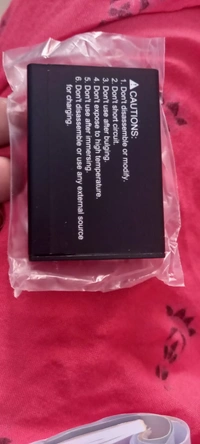 ⚠CAUTIONS:
1. Don't disassemble or modify.
2. Don't short circuit.
3. Don't use after bulging.
4. Don't expose to high temperature.
5. Don't use after immersing.
6. Don't disassemble or use any external source
for charging.